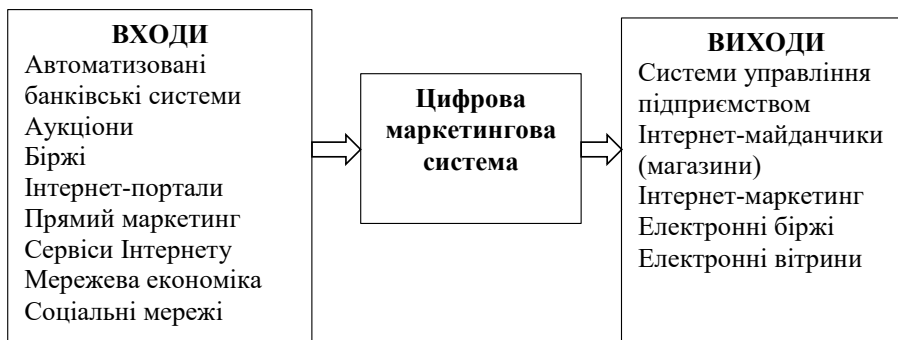 ВХОДИ
Автоматизовані
банківські системи
Аукціони
Біржі
Інтернет-портали
Прямий маркетинг
Сервіси Інтернету
Мережева економіка
Соціальні мережі
Цифрова
маркетингова
система
ВИХОДИ
Системи управління
підприємством
Інтернет-майданчики
(магазини)
Інтернет-маркетинг
Електронні біржі
Електронні вітрини